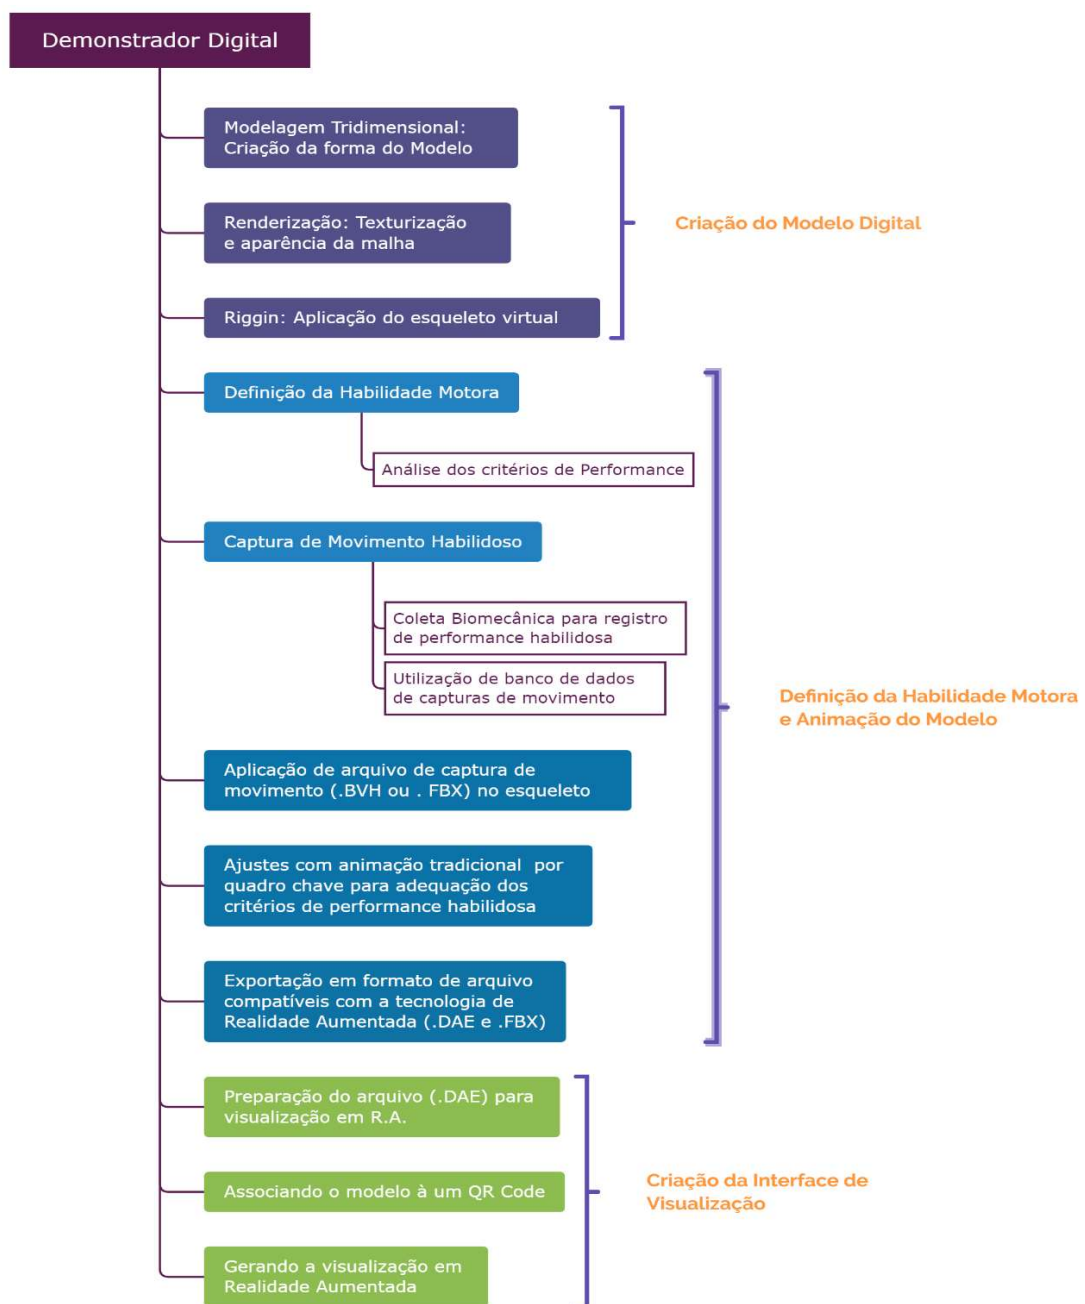 Demonstrador Digital
Modelagem Tridimensional:
Criação da forma do Modelo
Renderização: Texturização
e aparência da malha
Criação do Modelo Digital
Riggin: Aplicação do esqueleto virtual
Definição da Habilidade Motora
Análise dos critérios de Performance
Captura de Movimento Habilidoso
Coleta Biomecânica para registro
de performance habilidosa
Utilização de banco de dados
de capturas de movimento
Definição da Habilidade Motora
e Animação do Modelo
Aplicação de arquivo de captura de
movimento (.BVH ou . FBX) no esqueleto
Ajustes com animação tradicional por
quadro chave para adequação dos
critérios de performance habilidosa
Exportação em formato de arquivo
compatíveis com a tecnologia de
Realidade Aumentada (.DAE e .FBX)
Preparação do arquivo (.DAE) para
visualização em R.A.
Associando o modelo à um QR Code
Criação da Interface de
Visualização
Gerando a visualização em
Realidade Aumentada